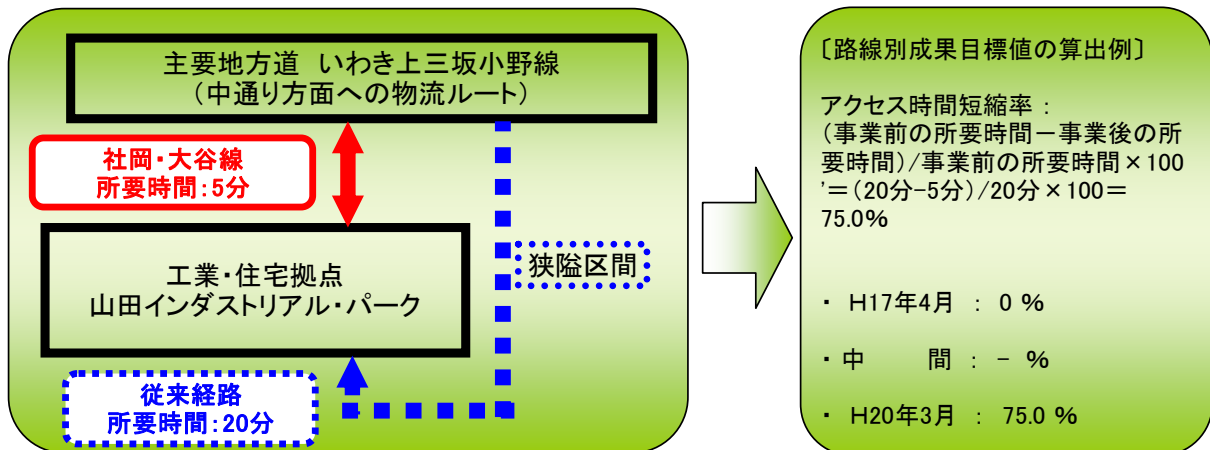 主要地方道 いわき上三坂小野線
（中通り方面への物流ルート）
社岡・大谷線
所要時間：5分
工業・住宅拠点
山田インダストリアル・パーク
狭隘区間
従来経路
所要時間：20分
〔路線別成果目標値の算出例〕
アクセス時間短縮率 ：
（事業前の所要時間－事業後の所
要時間）/事業前の所要時間×100
'＝（20分-5分）/20分×100＝
75.0%
・ H17年4月 ： 0 %
・ 中 間 ： - %
・ H20年3月 ： 75.0 %